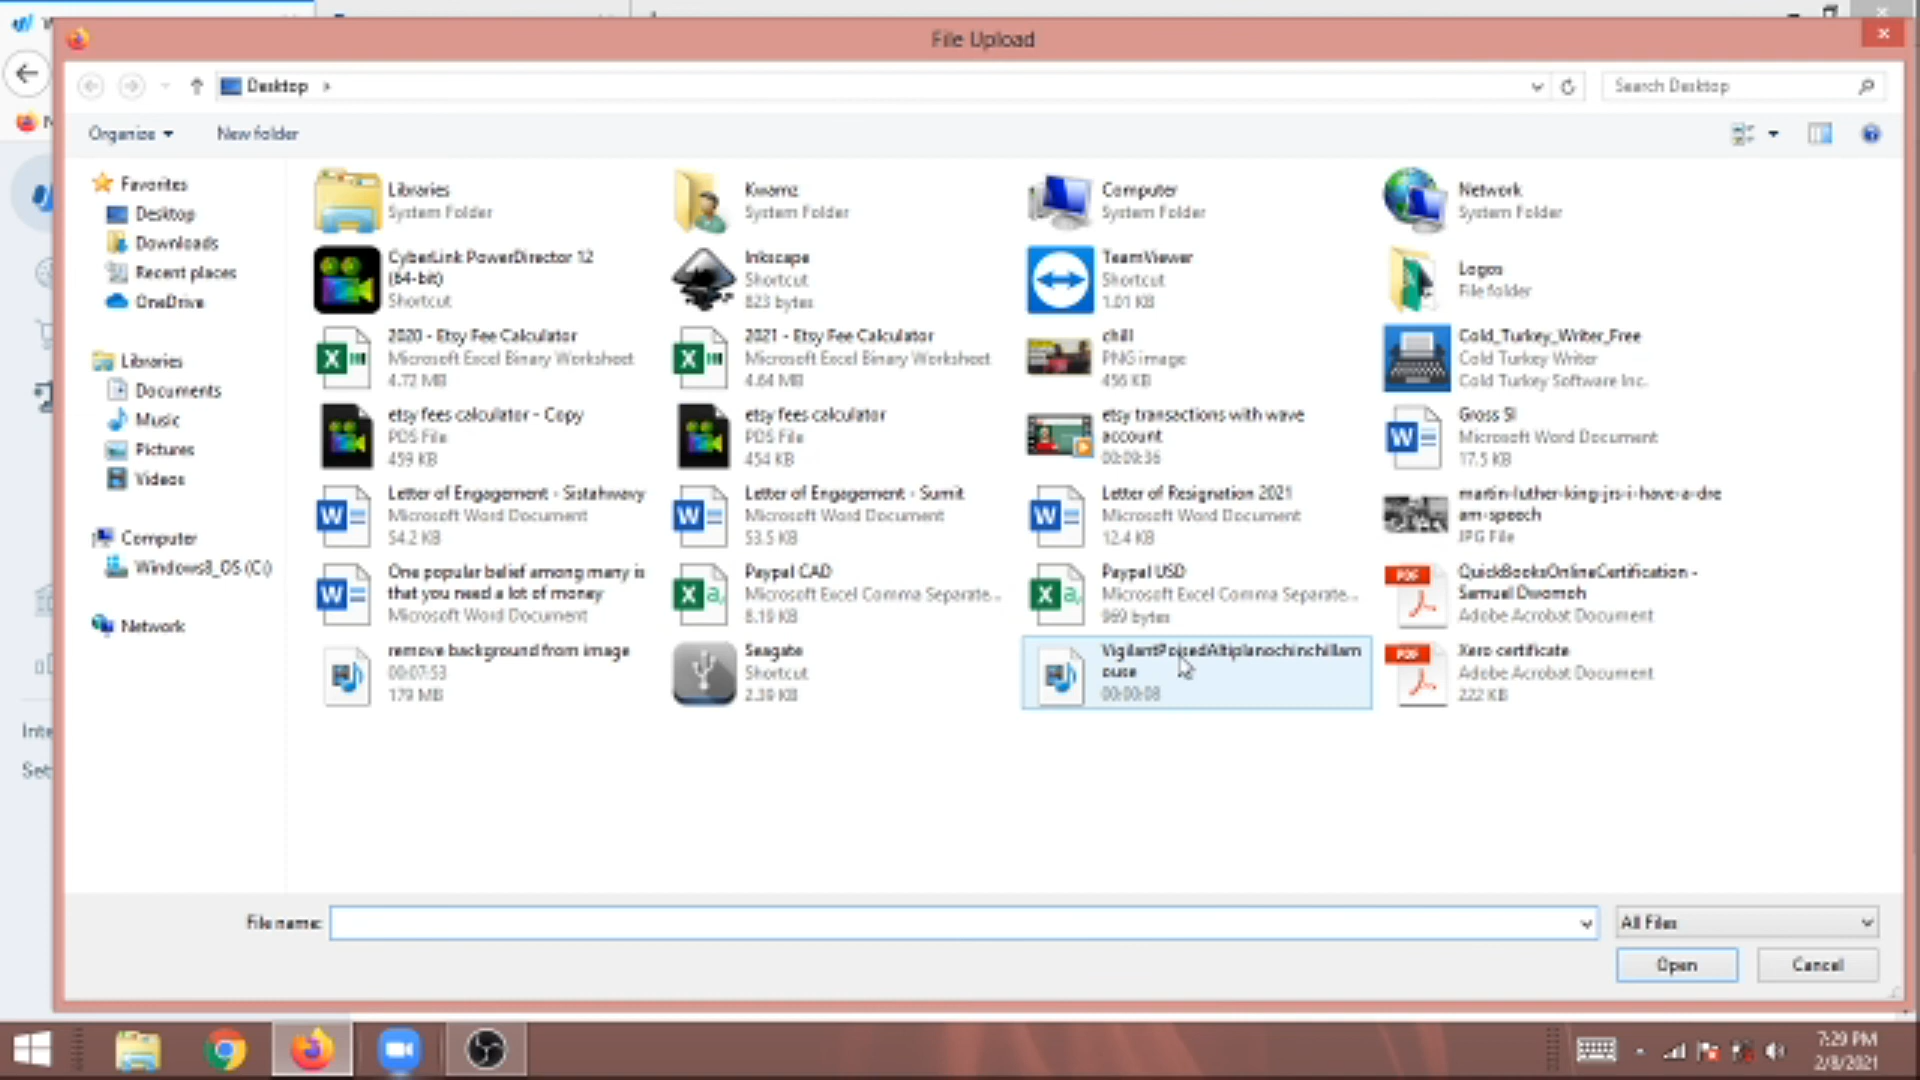 File Upload
Desktop
Search Desktop
Organize
New folder
Favorites
Desktop
Downloads
Recent places
OneDrive
Libraries
Documents
Music
Pictures
Videos
Computer
Windows8_OS (C:)
Network
Libraries
System Folder
Kwamz
System Folder
Computer
System Folder
Network
System Folder
CyberLink PowerDirector 12
(64-bit)
Shortcut
Inkscape
Shortcut
823 bytes
TeamViewer
Shortcut
1.01 KB
Logos
File folder
2020 - Etsy Fee Calculator
Microsoft Excel Binary Worksheet
4.72 MB
2021 - Etsy Fee Calculator
Microsoft Excel Binary Worksheet
4.64 MB
chill
PNG image
456 KB
Cold_Turkey_Writer_Free
Cold Turkey Writer
Cold Turkey Software Inc.
etsy fees calculator - Copy
PDS File
459 KB
etsy fees calculator
PDS File
454 KB
etsy transactions with wave
account
00:09:36
Gross SI
Microsoft Word Document
17.5 KB
Letter of Engagement - Sistahwavy
Microsoft Word Document
54.2 KB
Letter of Engagement - Sumit
Microsoft Word Document
53.5 KB
Letter of Resignation 2021
Microsoft Word Document
12.4 KB
martin-luther-king-jrs-i-have-a-dre
am-speech
JPG File
One popular belief among many is
that you need a lot of money
Microsoft Word Document
Paypal CAD
Microsoft Excel Comma Separate...
8.19 KB
Paypal USD
Microsoft Excel Comma Separate...
969 bytes
PDF
QuickBooksOnlineCertification -
Samuel Dwomoh
Adobe Acrobat Document
remove background from image
00:07:53
179 MB
Seagate
Shortcut
2.39 KB
VigilantPoisedAltiplanochinchillam
ouse
00:00:08
PDF
Xero certificate
Adobe Acrobat Document
222 KB
File name:
All Files
Open
Cancel
Inte
Set
7:29 PM
2/8/2021